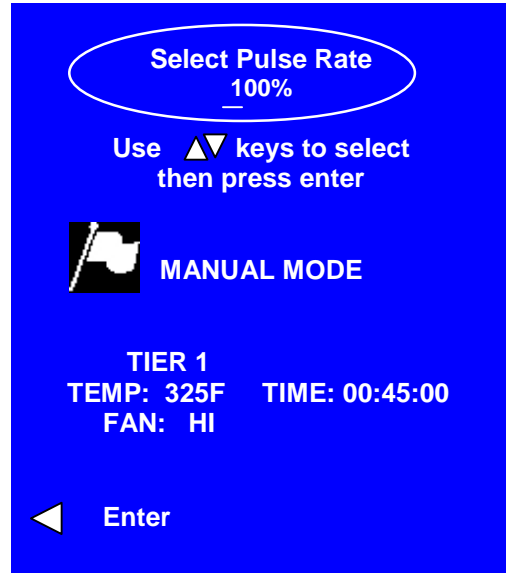 Select Pulse Rate
100%
Use △▽ keys to select
then press enter
MANUAL MODE
TIER 1
TEMP: 325F TIME: 00:45:00
FAN: HI
Enter